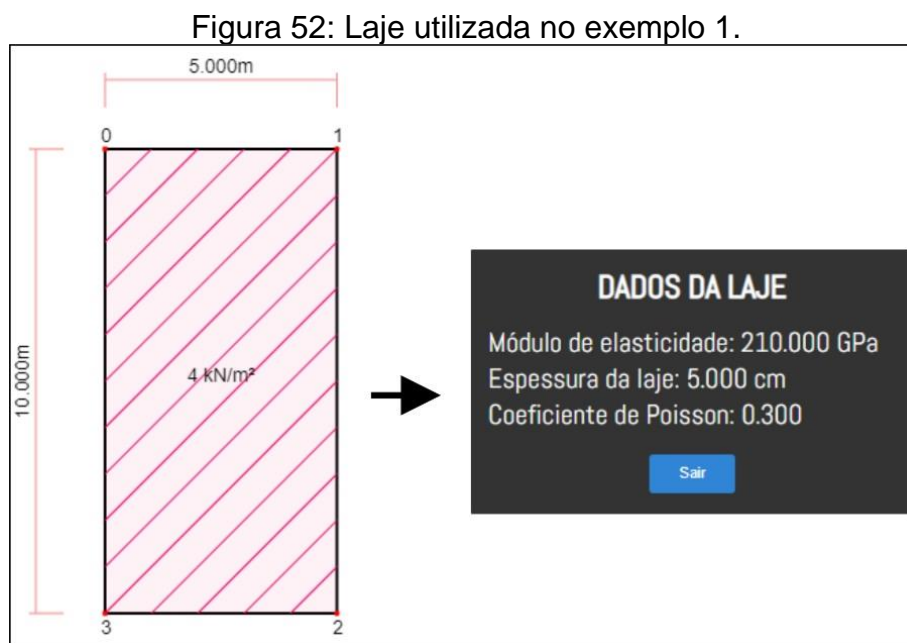 Figura 52: Laje utilizada no exemplo 1.
5.000m
0
1
10.000m
4 kN/m²
3
2
DADOS DA LAJE
Módulo de elasticidade: 210.000 GPa
Espessura da laje: 5.000 cm
Coeficiente de Poisson: 0.300
Sair